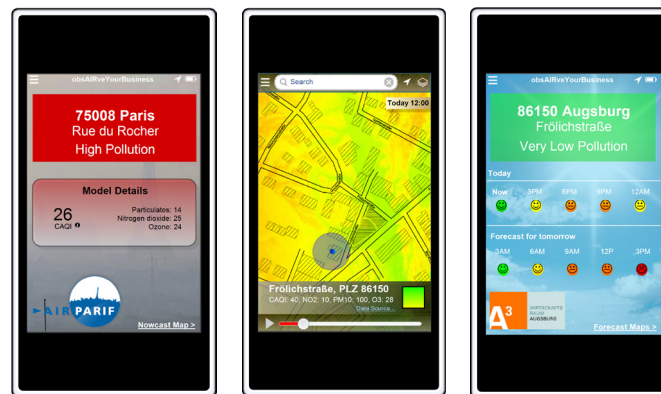 obsAIRveYourBusiness
75008 Paris
Rue du Rocher
High Pollution
Model Details
26
CAQI
Particulates: 14
Nitrogen dioxide: 25
Ozone: 24
AIRPARIF
Nowcast Map >
Search
Today 12:00
Frölichstraße, PLZ 86150
CAQI: 40, NO2: 10, PM10: 100, O3: 28
Data Source...
obsAIRveYourBusiness
86150 Augsburg
Frölichstraße
Very Low Pollution
Today
Now 3PM 6PM 9PM 12AM
Forecast for tomorrow
3AM 6AM 9AM 12P 3PM
A³
WIRTSCHAFTS
RAUM
AUGSBURG
Forecast Maps >